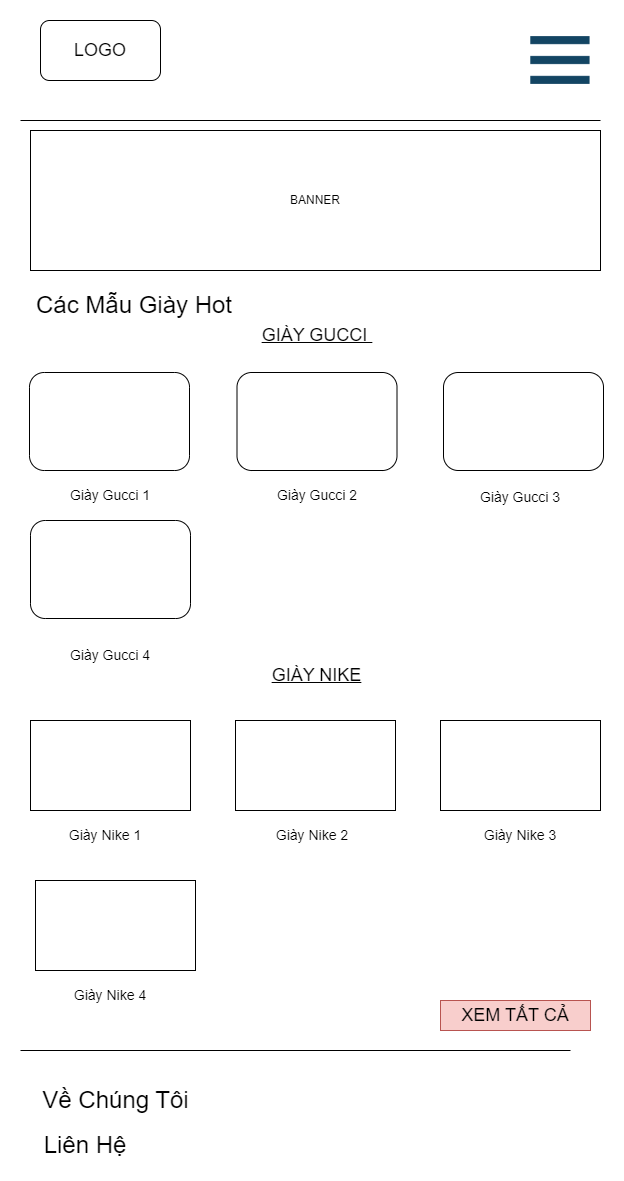 LOGO
BANNER
Các Mẫu Giày Hot
GIÀY GUCCI
Giày Gucci 1
Giày Gucci 2
Giày Gucci 3
Giày Gucci 4
GIÀY NIKE
Giày Nike 1
Giày Nike 2
Giày Nike 3
Giày Nike 4
XEM TẤT CẢ
Về Chúng Tôi
Liên Hệ